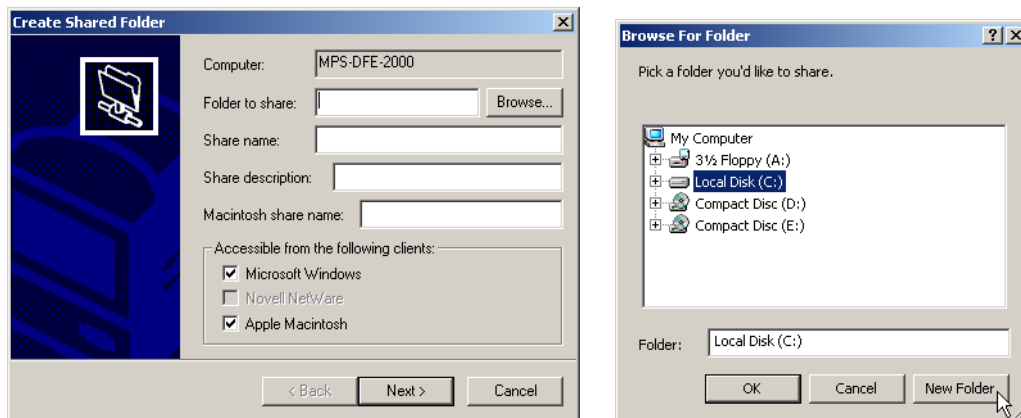 Create Shared Folder
Computer: MPS-DFE-2000
Folder to share: Browse...
Share name:
Share description:
Macintosh share name:
Accessible from the following clients:
Microsoft Windows
Novell NetWare
Apple Macintosh
< Back Next > Cancel
Browse For Folder
Pick a folder you'd like to share.
My Computer
3½ Floppy (A:)
Local Disk (C:)
Compact Disc (D:)
Compact Disc (E:)
Folder: Local Disk (C:)
OK Cancel New Folder